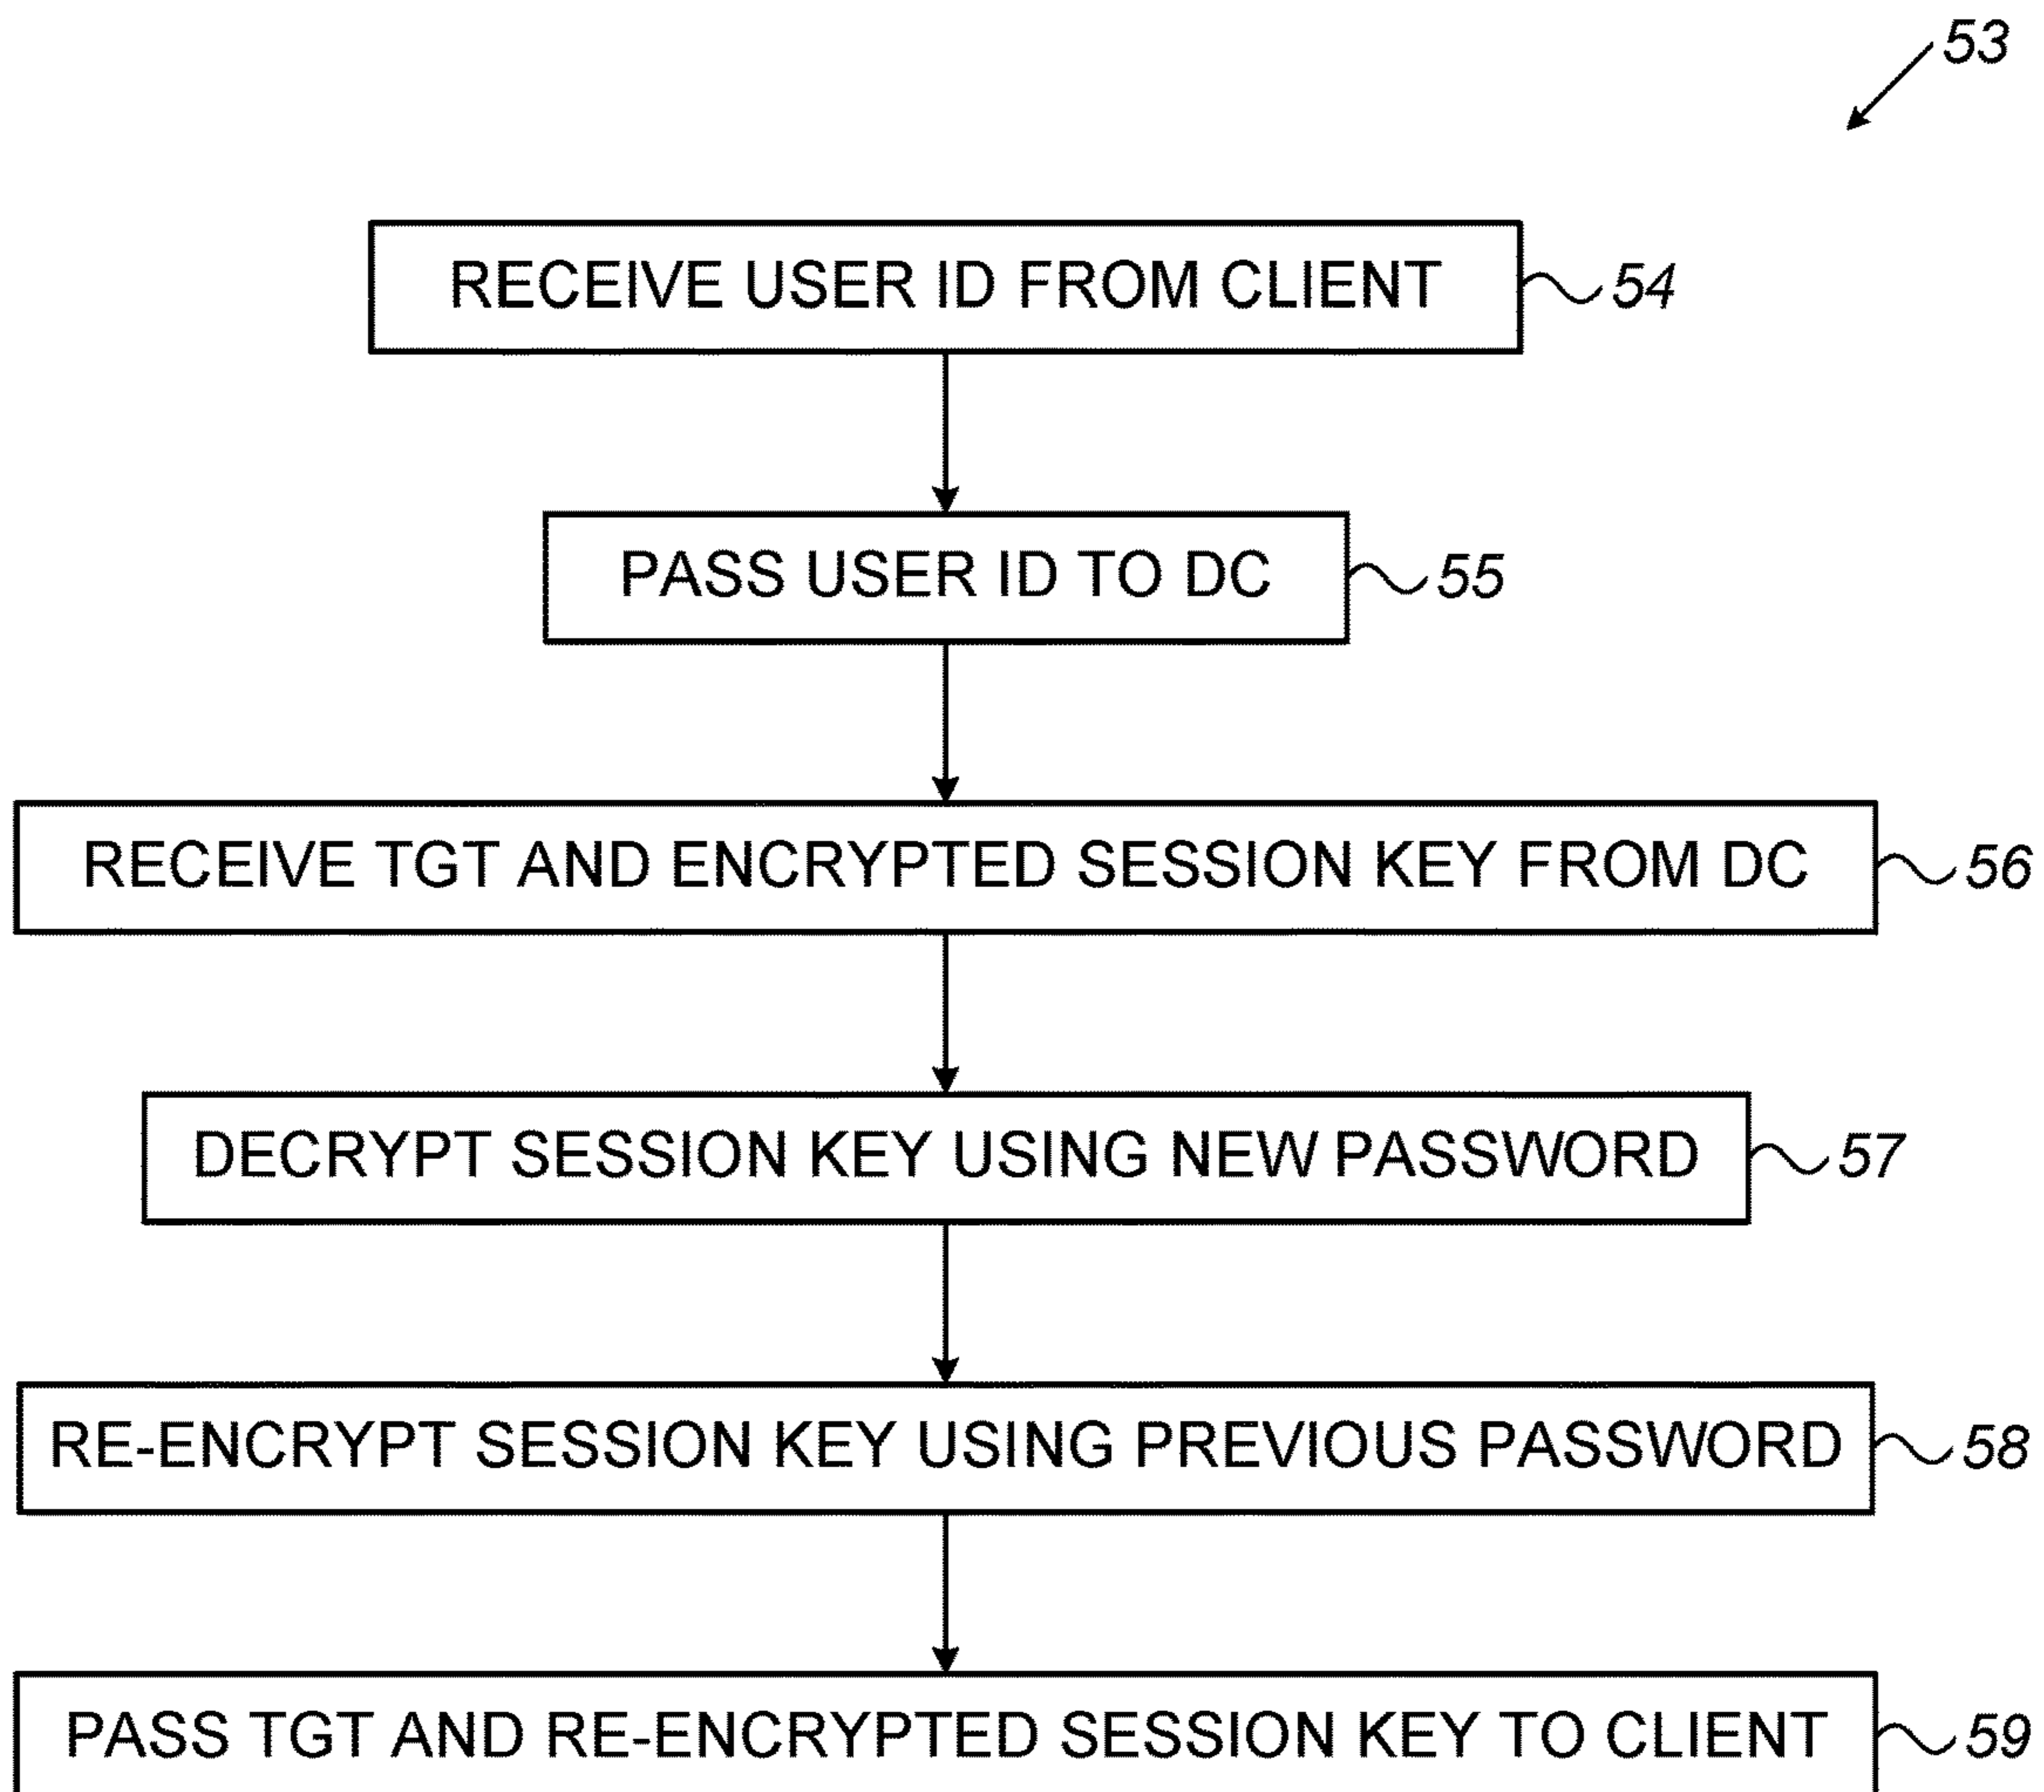 53
RECEIVE USER ID FROM CLIENT 54
PASS USER ID TO DC 55
RECEIVE TGT AND ENCRYPTED SESSION KEY FROM DC 56
DECRYPT SESSION KEY USING NEW PASSWORD 57
RE-ENCRYPT SESSION KEY USING PREVIOUS PASSWORD 58
PASS TGT AND RE-ENCRYPTED SESSION KEY TO CLIENT 59